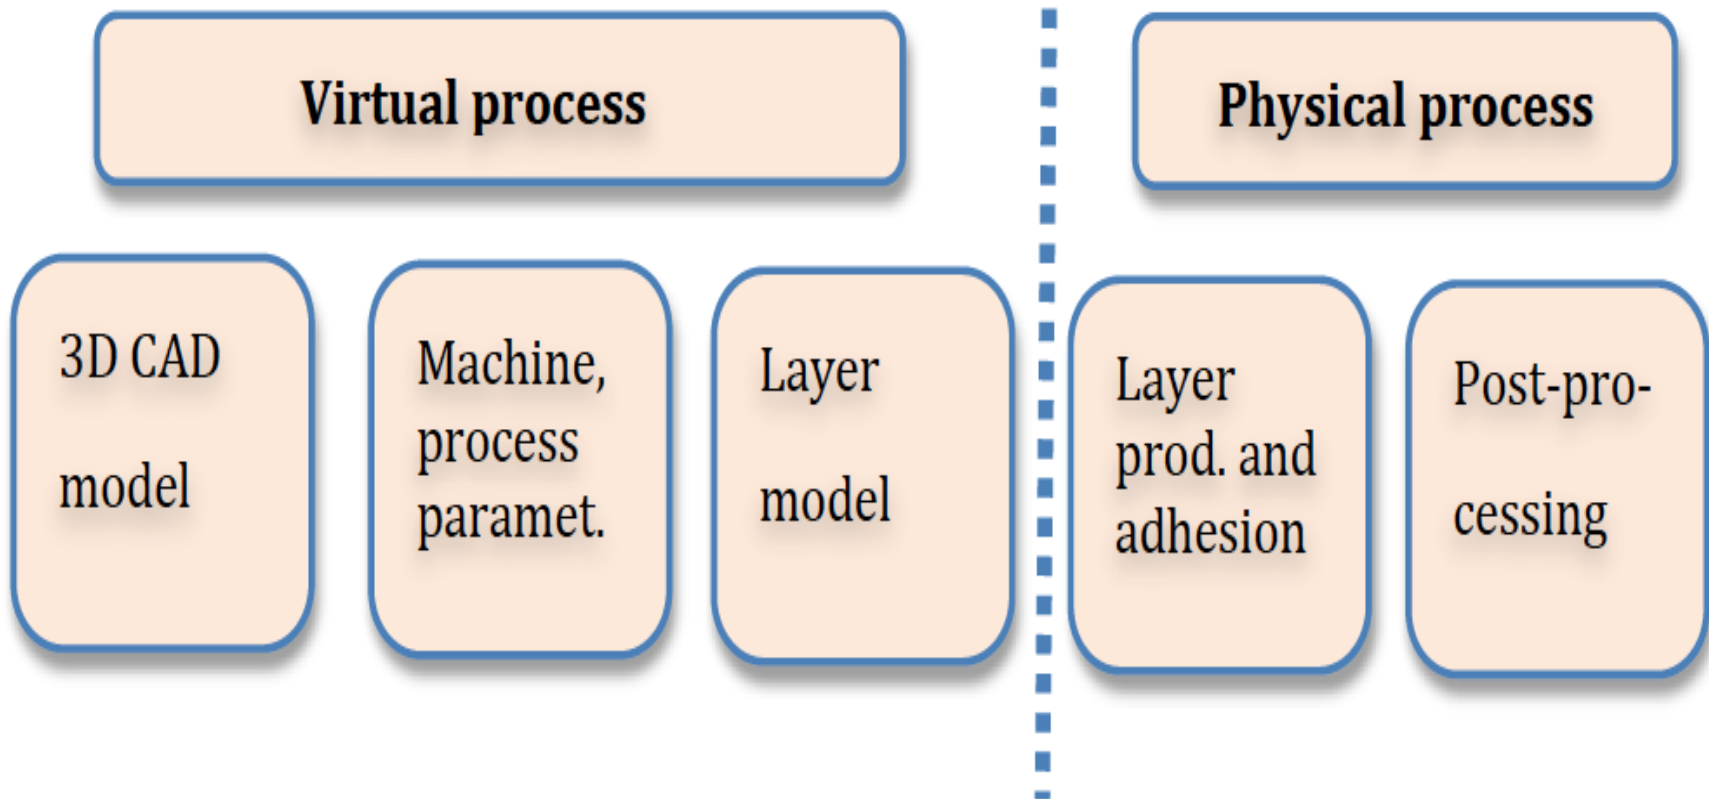 Virtual process
Physical process
3D CAD
model
Machine,
process
paramet.
Layer
model
Layer
prod. and
adhesion
Post-pro-
cessing